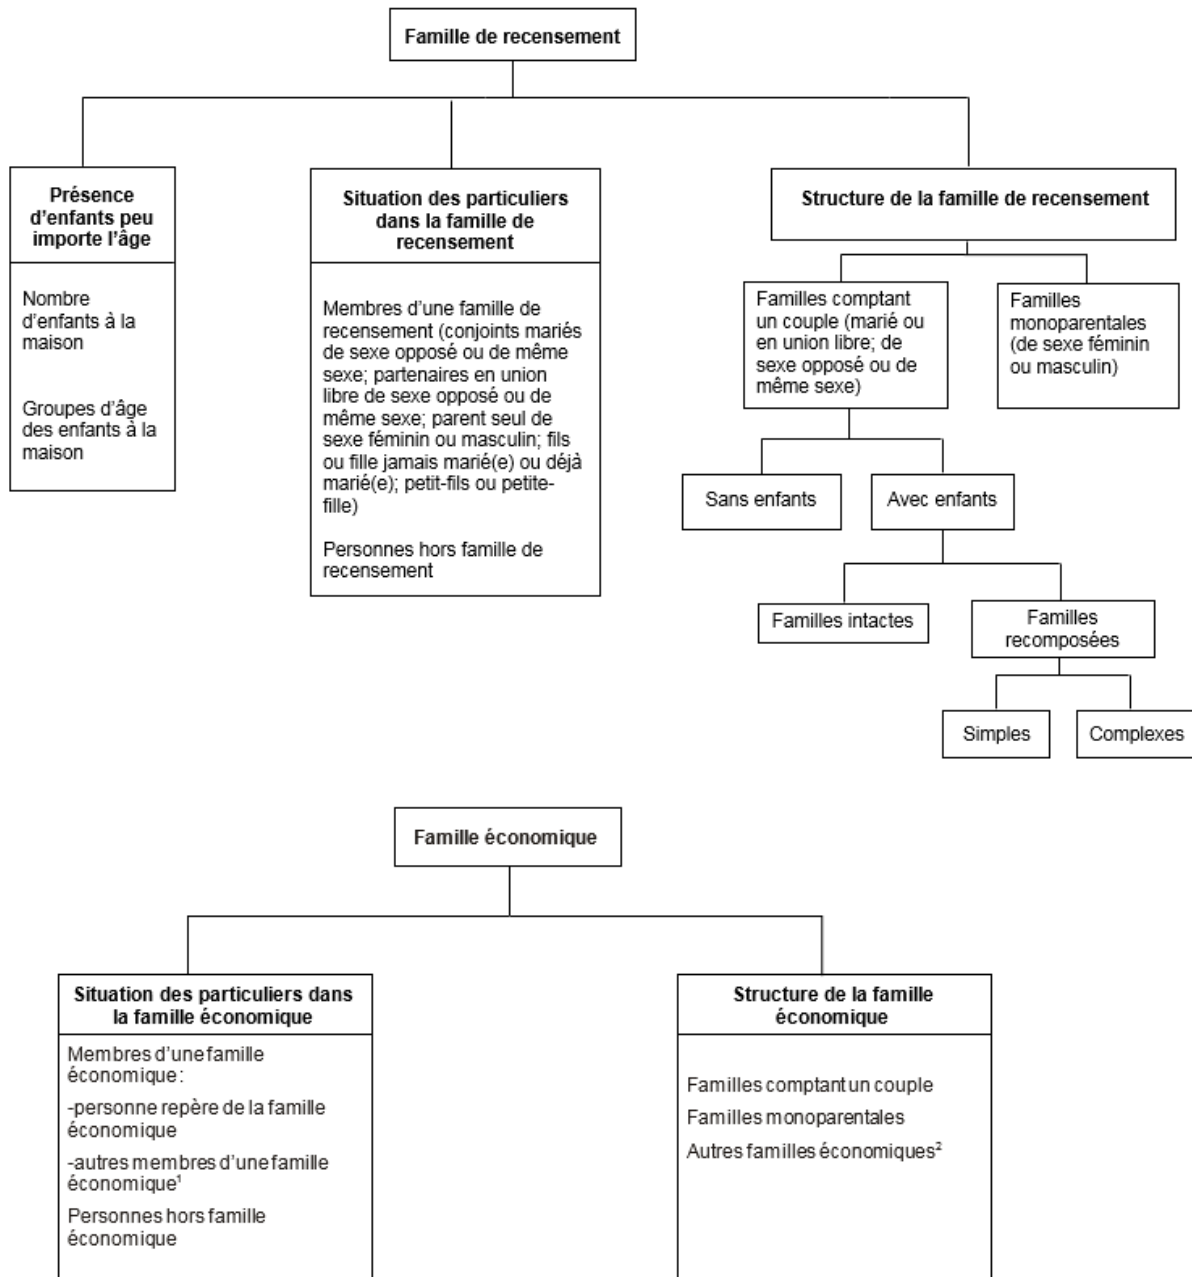 Famille de recensement
Présence
d'enfants peu
importe l'âge
Nombre
d'enfants à la
maison
Groupes d'âge
des enfants à la
maison
Situation des particuliers
dans la famille de
recensement
Membres d'une famille de
recensement (conjoints mariés
de sexe opposé ou de même
sexe; partenaires en union
libre de sexe opposé ou de
même sexe; parent seul de
sexe féminin ou masculin; fils
ou fille jamais marié(e) ou déjà
marié(e); petit-fils ou petite-
fille)
Personnes hors famille de
recensement
Structure de la famille de recensement
Familles comptant
un couple (marié ou
en union libre; de
sexe opposé ou de
même sexe)
Familles
monoparentales
(de sexe féminin
ou masculin)
Sans enfants
Avec enfants
Familles intactes
Familles
recomposées
Simples
Complexes
Famille économique
Situation des particuliers dans
la famille économique
Membres d'une famille
économique :
-personne repère de la famille
économique
-autres membres d'une famille
économique¹
Personnes hors famille
économique
Structure de la famille
économique
Familles comptant un couple
Familles monoparentales
Autres familles économiques²